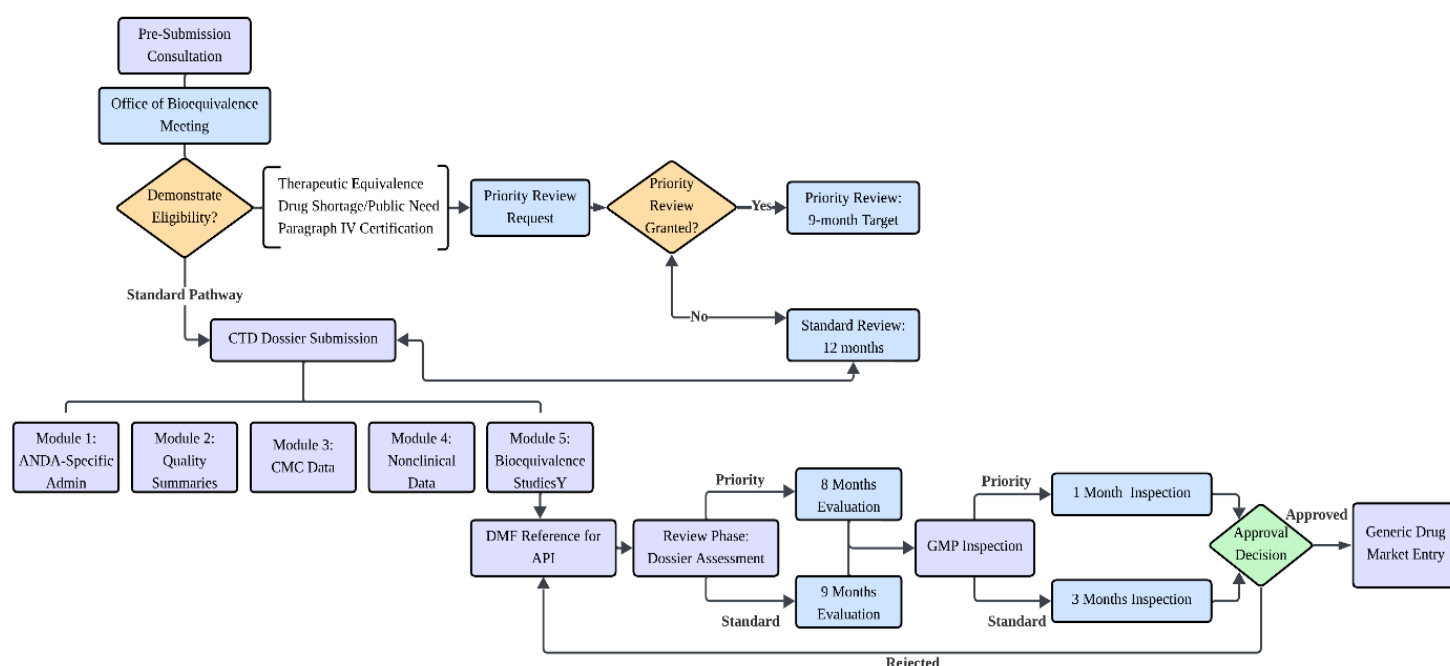 Pre-Submission
Consultation
Office of Bioequivalence
Meeting
Demonstrate
Eligibility?
Therapeutic Equivalence
Drug Shortage/Public Need
Paragraph IV Certification
Priority Review
Request
Priority
Review
Granted?
Yes
Priority Review:
9-month Target
No
Standard Review:
12 months
Standard Pathway
CTD Dossier Submission
Module 1:
ANDA-Specific
Admin
Module 2:
Quality
Summaries
Module 3:
CMC Data
Module 4:
Nonclinical
Data
Module 5:
Bioequivalence
StudiesY
DMF Reference for
API
Review Phase:
Dossier Assessment
Priority
8 Months
Evaluation
Standard
9 Months
Evaluation
GMP Inspection
Priority
1 Month Inspection
Standard
3 Months Inspection
Approval
Decision
Approved
Generic Drug
Market Entry
Rejected